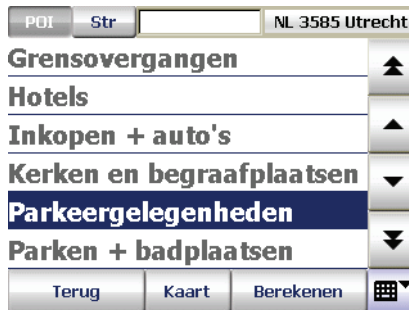 POI Str NL 3585 Utrecht
Grensovergangen
Hotels
Inkopen + auto's
Kerken en begraafplaatsen
Parkeergelegenheden
Parken + badplaatsen
Terug Kaart Berekenen